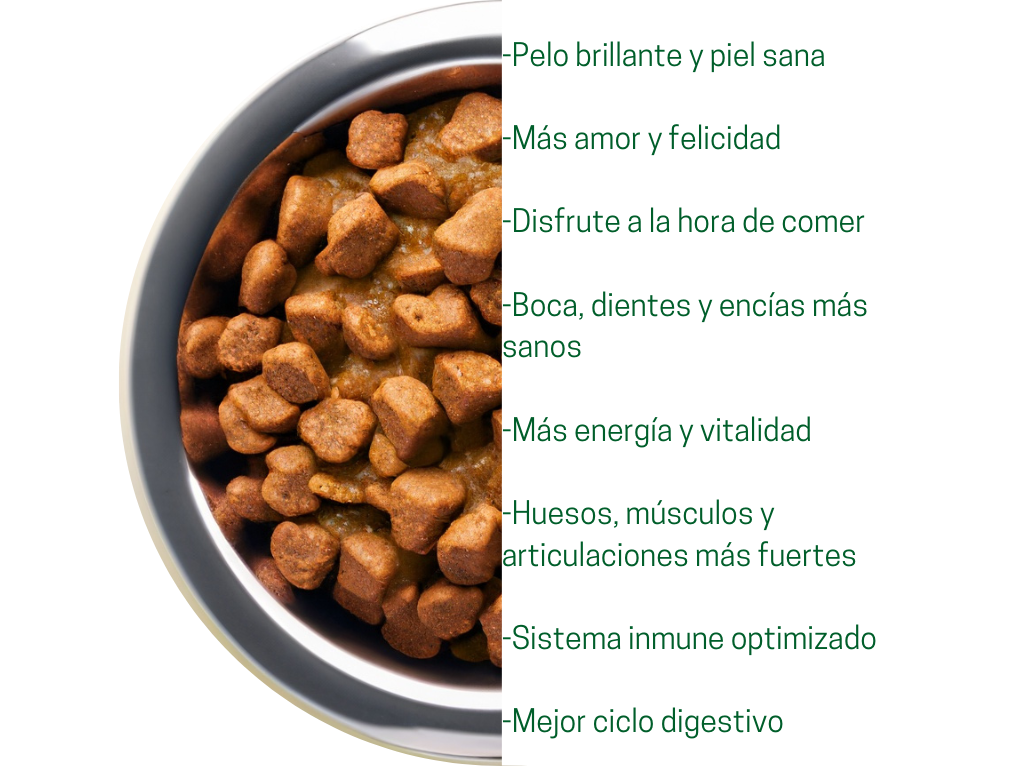 -Pelo brillante y piel sana
-Más amor y felicidad
-Disfrute a la hora de comer
-Boca, dientes y encías más
sanos
-Más energía y vitalidad
-Huesos, músculos y
articulaciones más fuertes
-Sistema inmune optimizado
-Mejor ciclo digestivo